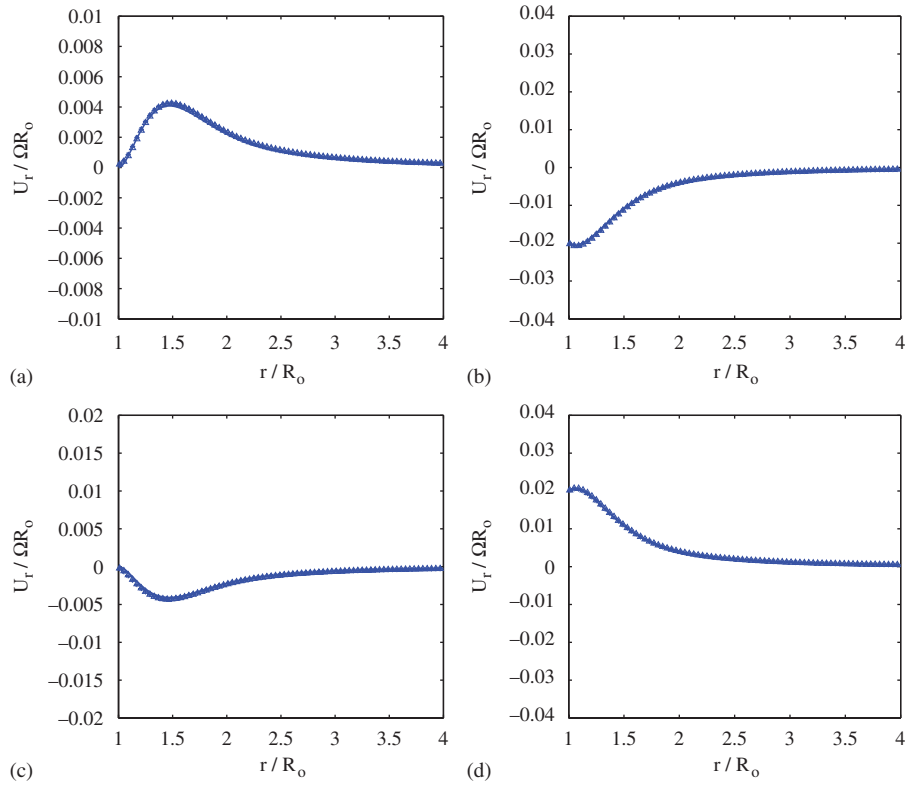 0.01
0.008
0.006
0.004
0.002
0
–0.002
–0.004
–0.006
–0.008
–0.01
U_r / ΩR_o
1 1.5 2 2.5 3 3.5 4
r / R_o
(a)
0.04
0.03
0.02
0.01
0
–0.01
–0.02
–0.03
–0.04
U_r / ΩR_o
1 1.5 2 2.5 3 3.5 4
r / R_o
(b)
0.02
0.015
0.01
0.005
0
–0.005
–0.01
–0.015
–0.02
U_r / ΩR_o
1 1.5 2 2.5 3 3.5 4
r / R_o
(c)
0.04
0.03
0.02
0.01
0
–0.01
–0.02
–0.03
–0.04
U_r / ΩR_o
1 1.5 2 2.5 3 3.5 4
r / R_o
(d)